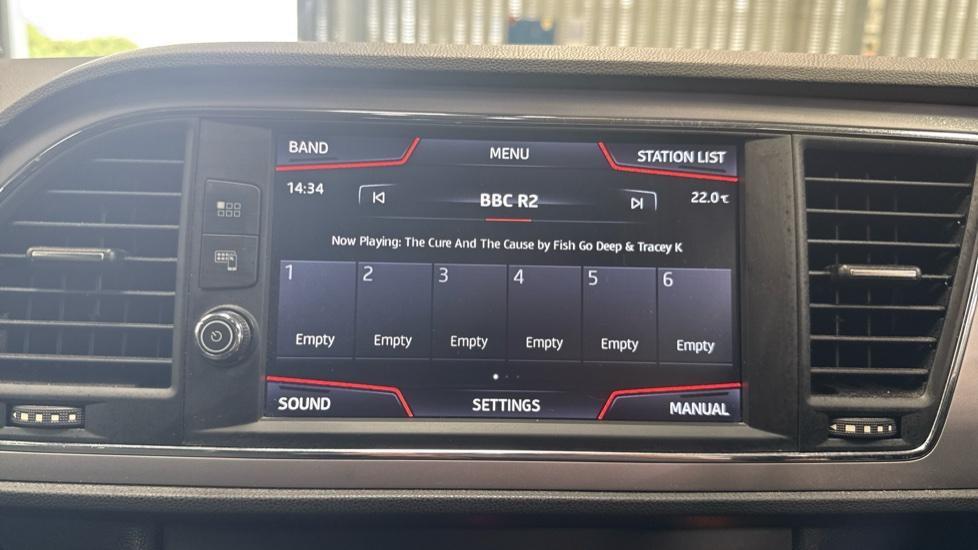 BAND MENU STATION LIST
14:34 BBC R2 22.0℃
Now Playing: The Cure And The Cause by Fish Go Deep & Tracey K
1 2 3 4 5 6
Empty Empty Empty Empty Empty Empty
SOUND SETTINGS MANUAL